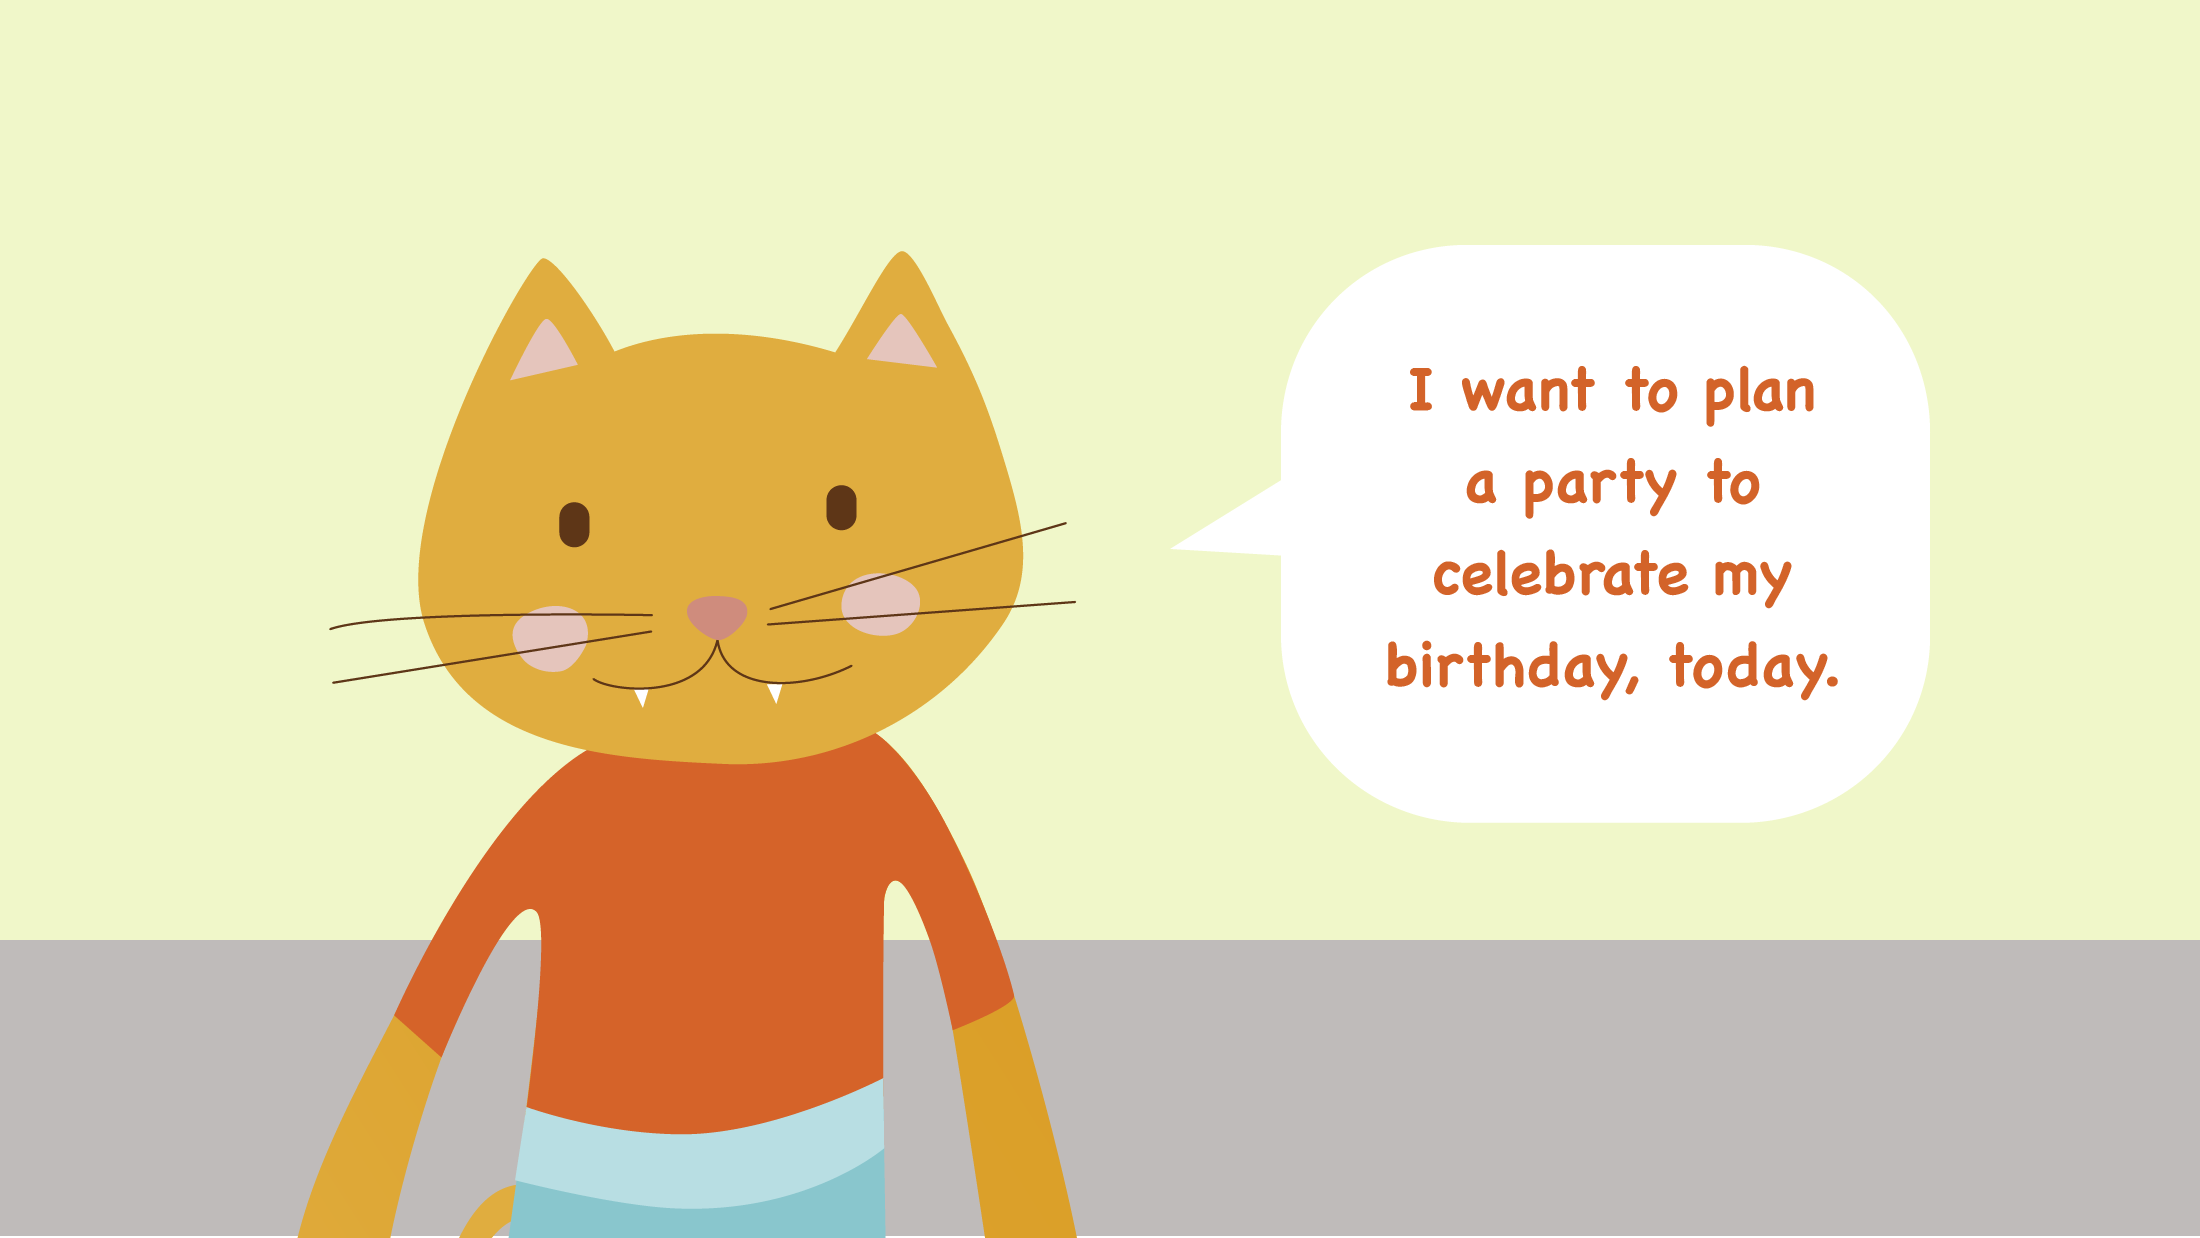 I want to plan
a party to
celebrate my
birthday, today.